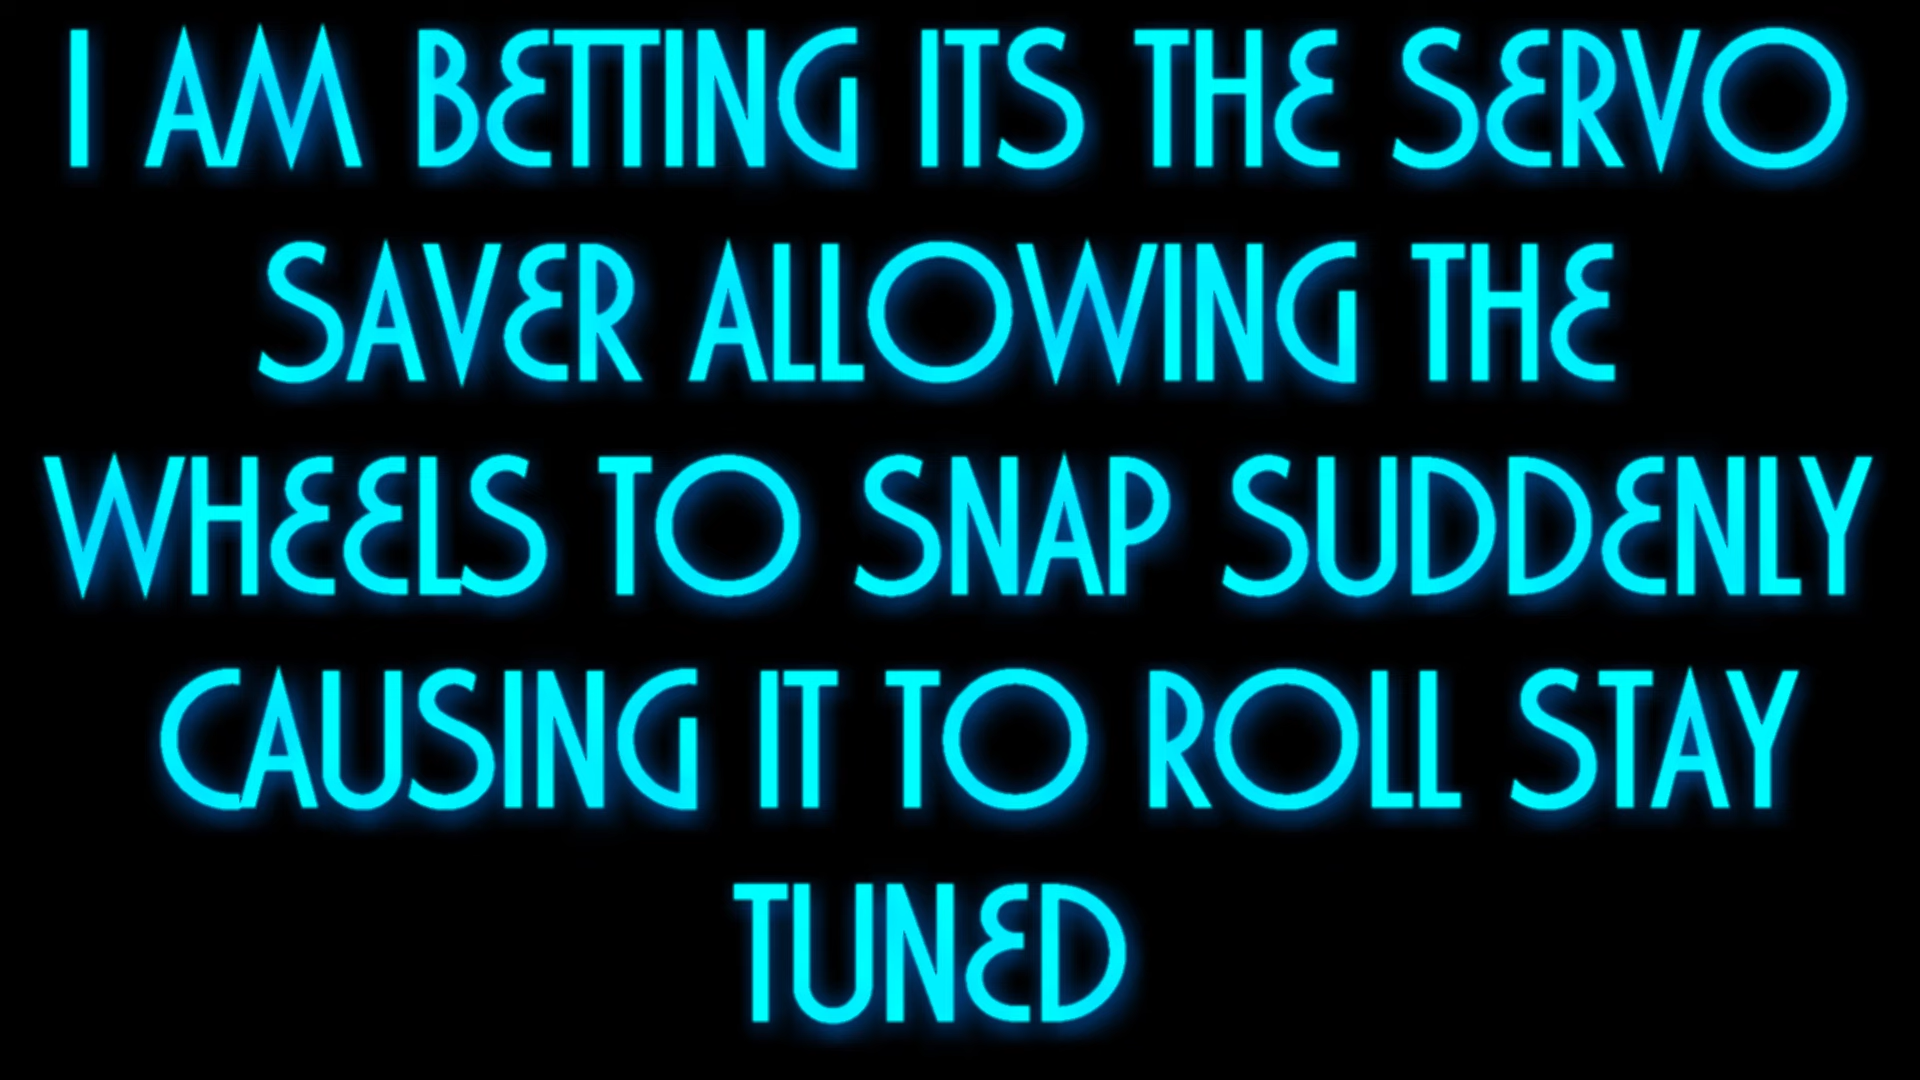 I AM BETTING ITS THE SERVO
SAVER ALLOWING THE
WHEELS TO SNAP SUDDENLY
CAUSING IT TO ROLL STAY
TUNED